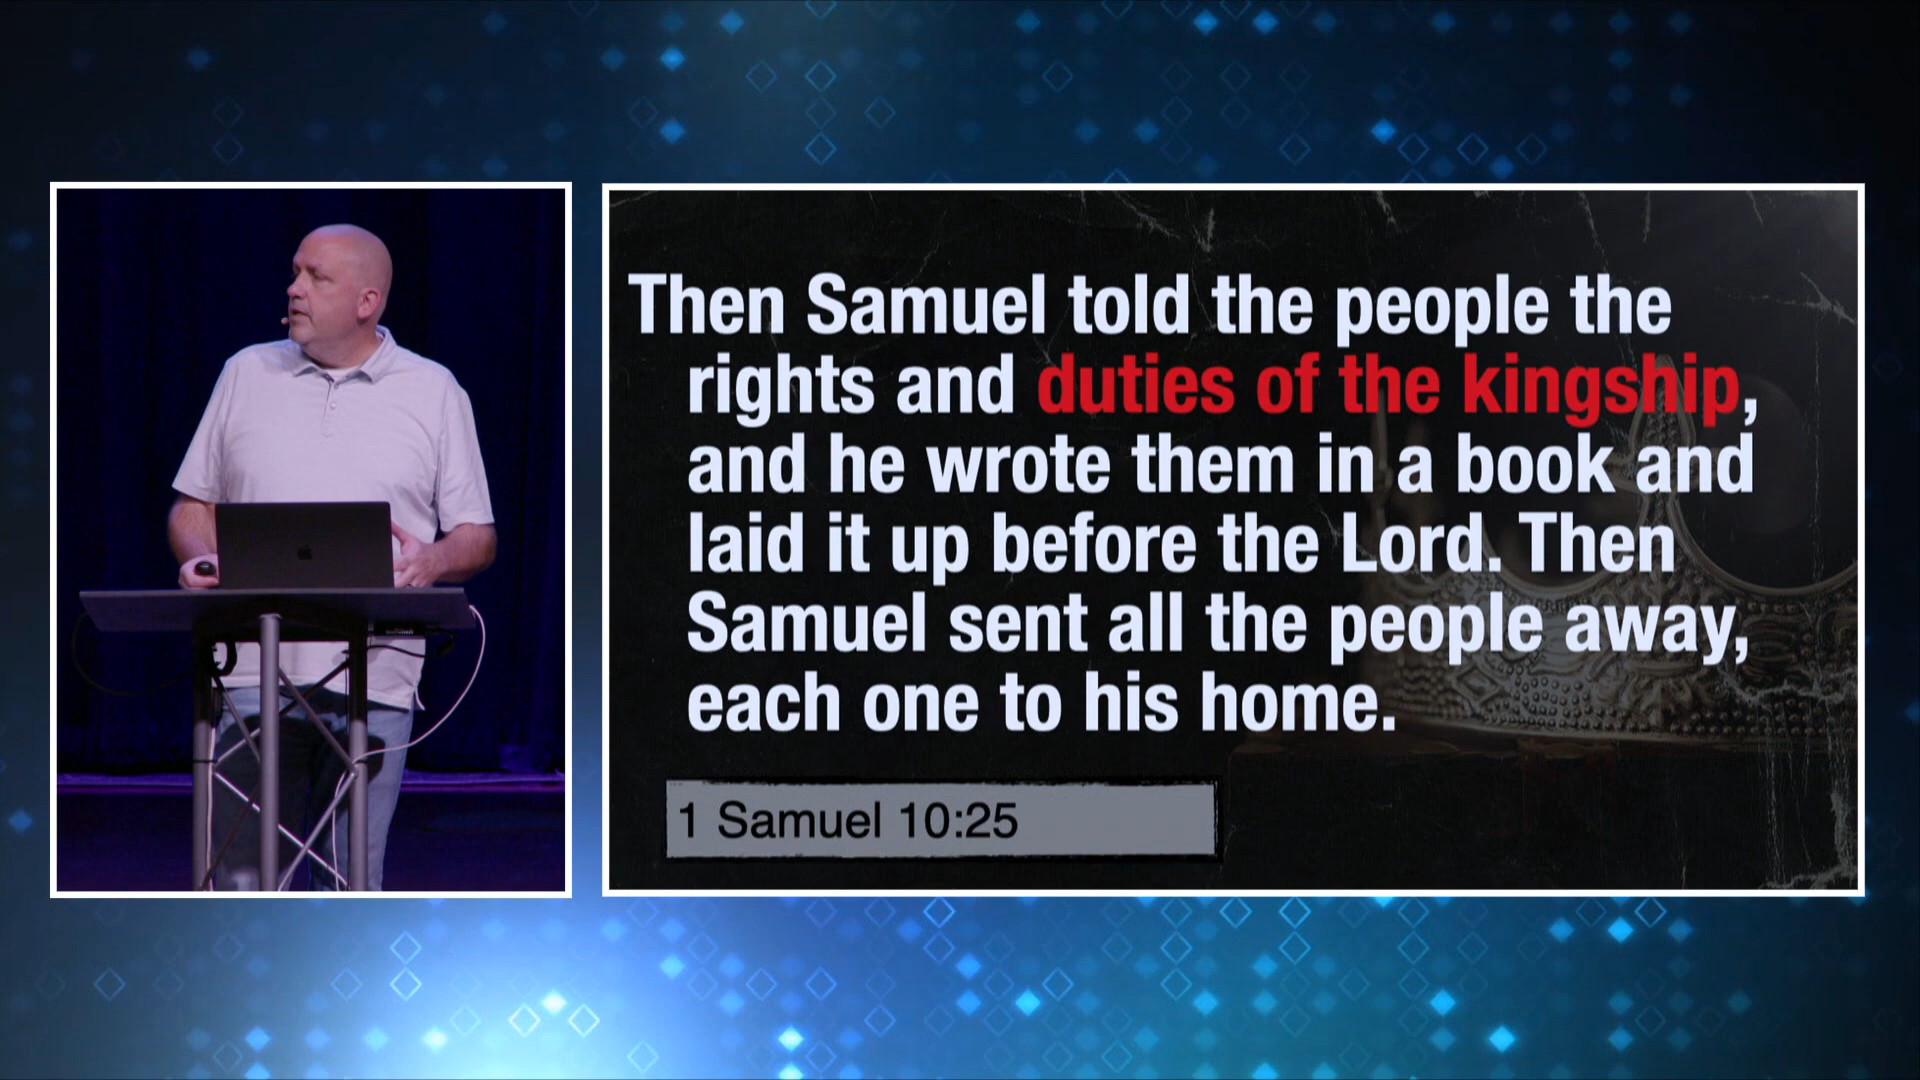 Then Samuel told the people the
rights and duties of the kingship,
and he wrote them in a book and
laid it up before the Lord. Then
Samuel sent all the people away,
each one to his home.
1 Samuel 10:25